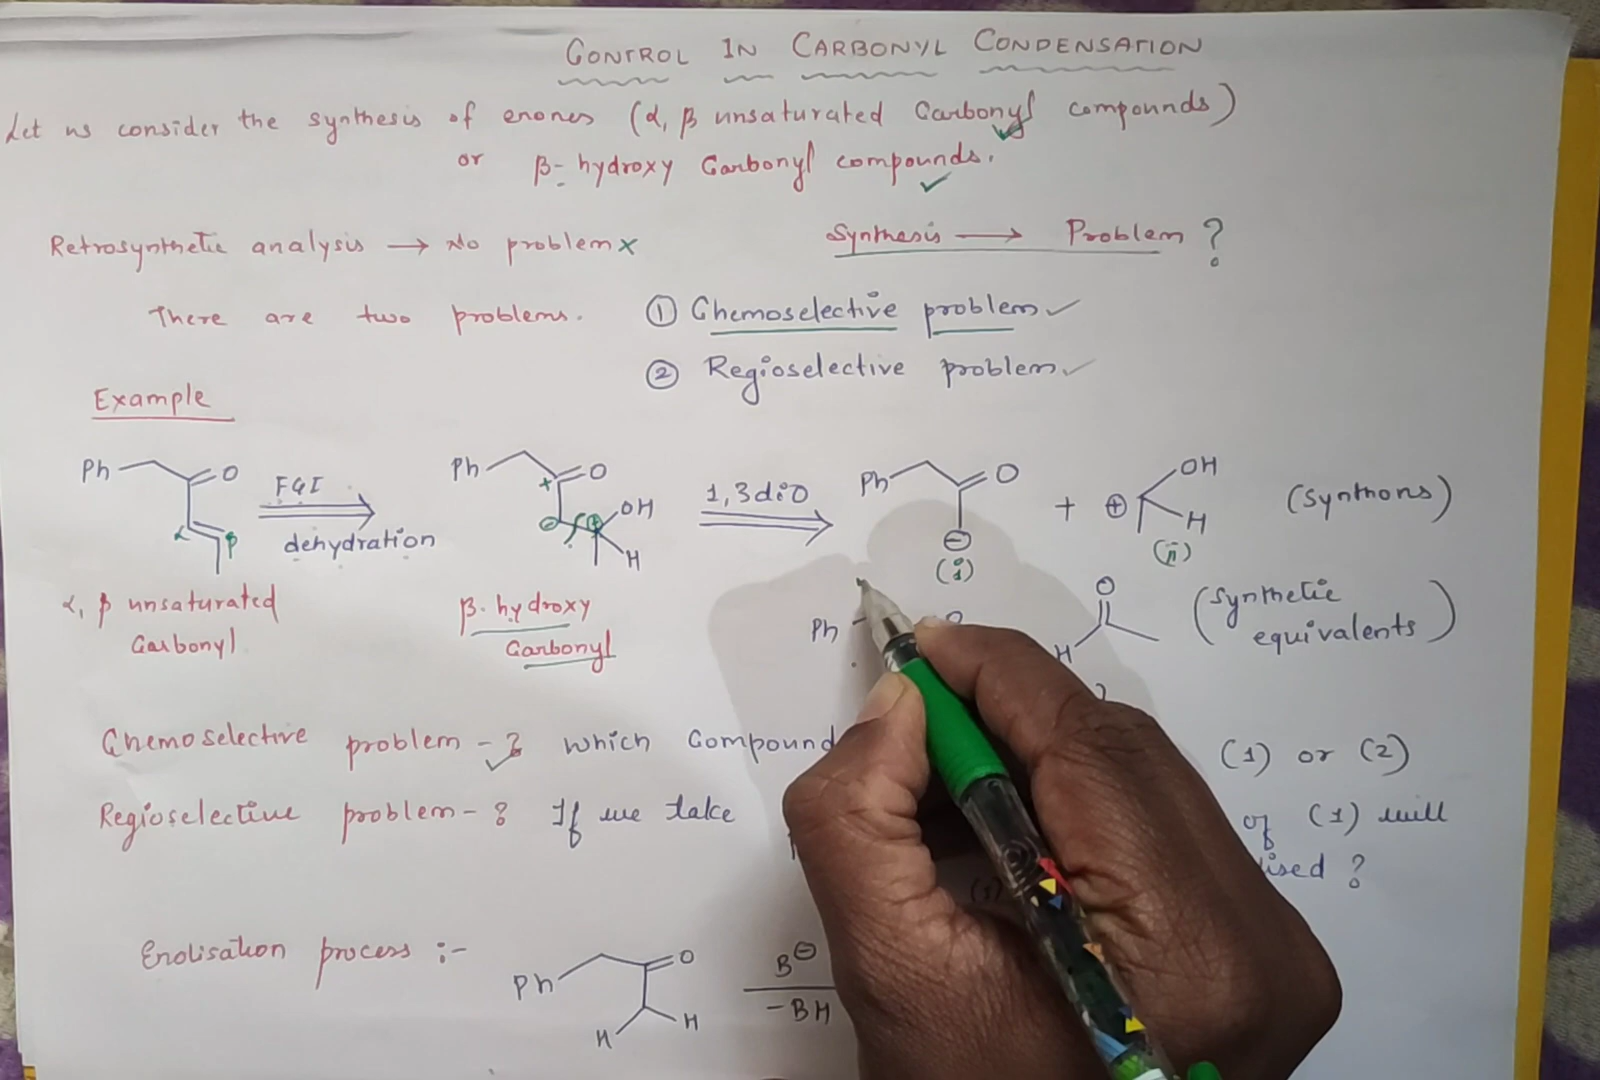 CONTROL IN CARBONYL CONDENSATION
Let us consider the synthesis of enones (α, β unsaturated Carbonyl compounds)
or β- hydroxy Carbonyl compounds.
Retrosynthetic analysis → No problem x Synthesis → Problem ?
There are two problems. ① Chemoselective problem ✓
② Regioselective problem ✓
Example
Ph O FGI dehydration Ph O OH H 1,3 diO Ph O ⊖ (i) + ⊕ OH H (ii) (Synthons)
α β
α, β unsaturated Carbonyl
β-hydroxy Carbonyl
Ph O H (Synthetic equivalents)
Chemoselective problem - ? which Compound (1) or (2)
Regioselective problem - ? If we take of (1) will
ised ?
(1)
Enolisation process :- Ph O H H B⊖ -BH